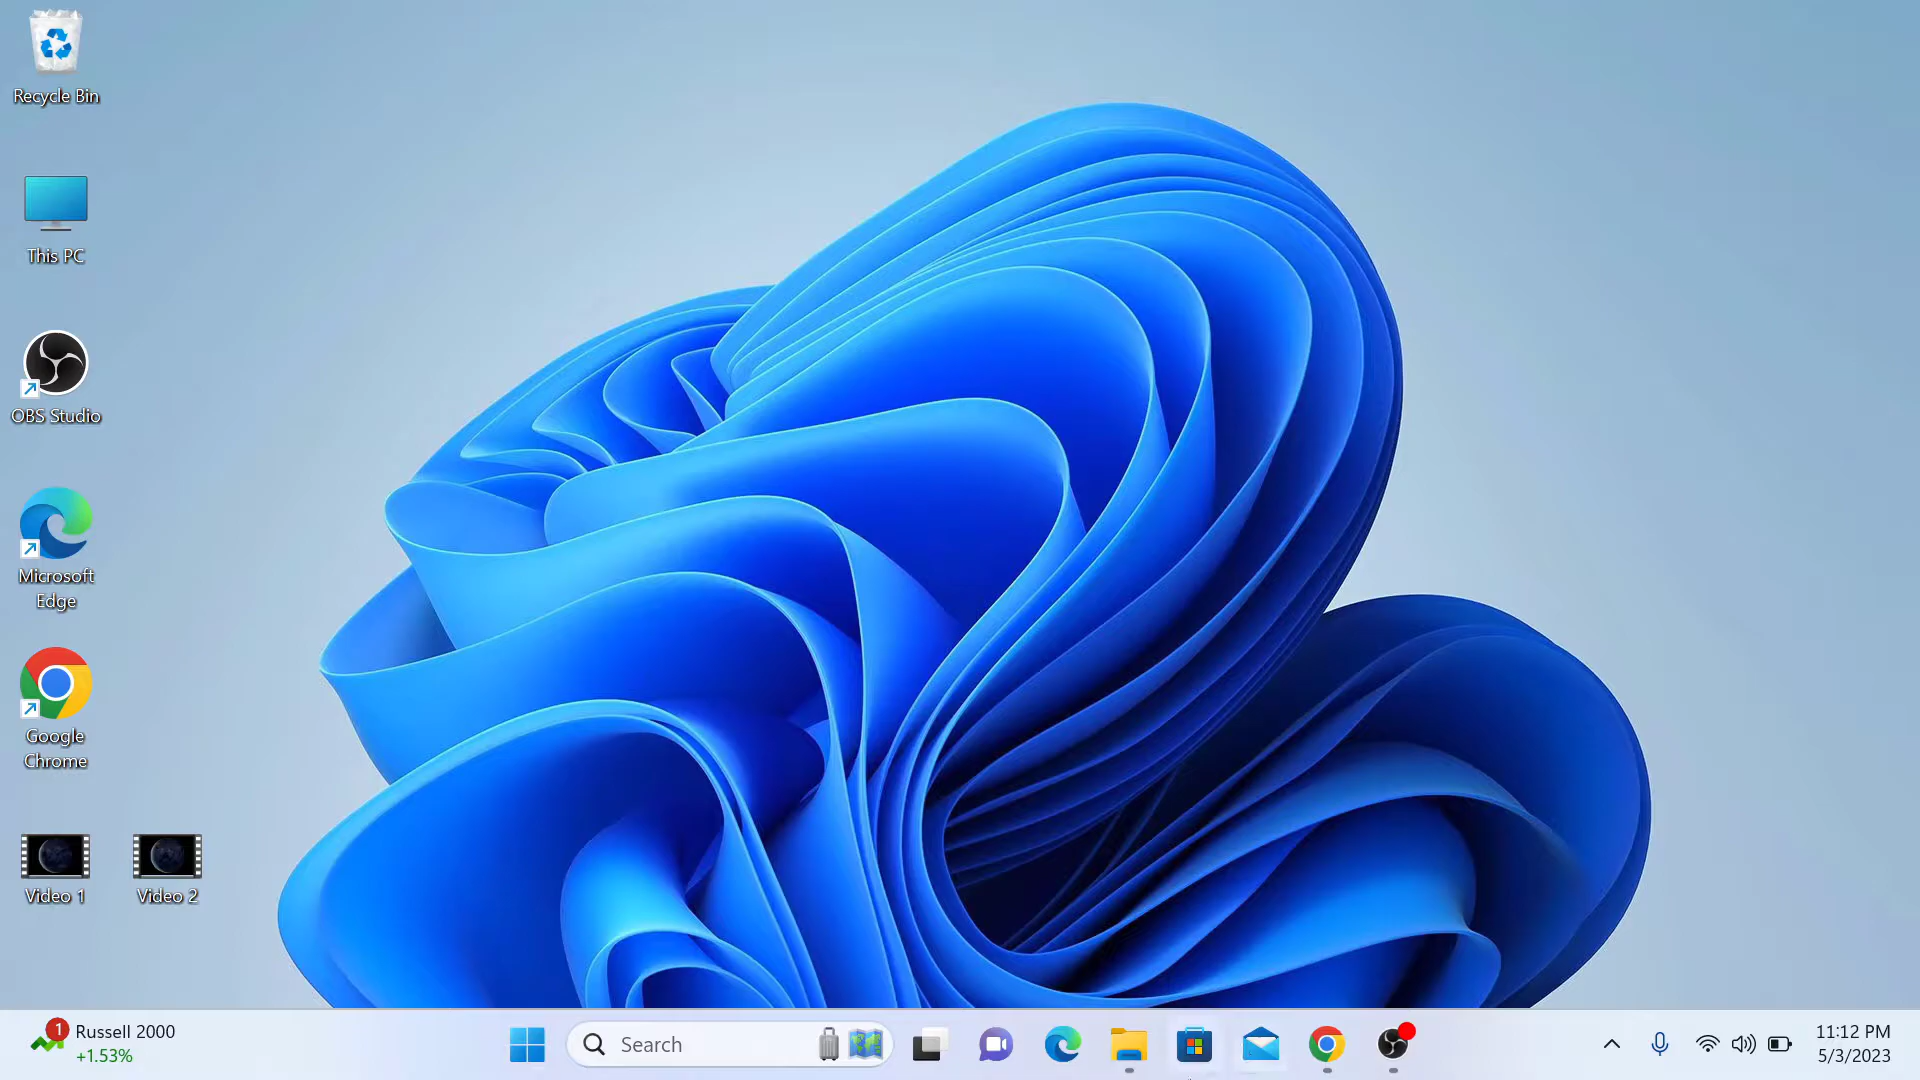 Recycle Bin
This PC
OBS Studio
Microsoft
Edge
Google
Chrome
Video 1
Video 2
1
Russell 2000
+1.53%
Search
11:12 PM
5/3/2023